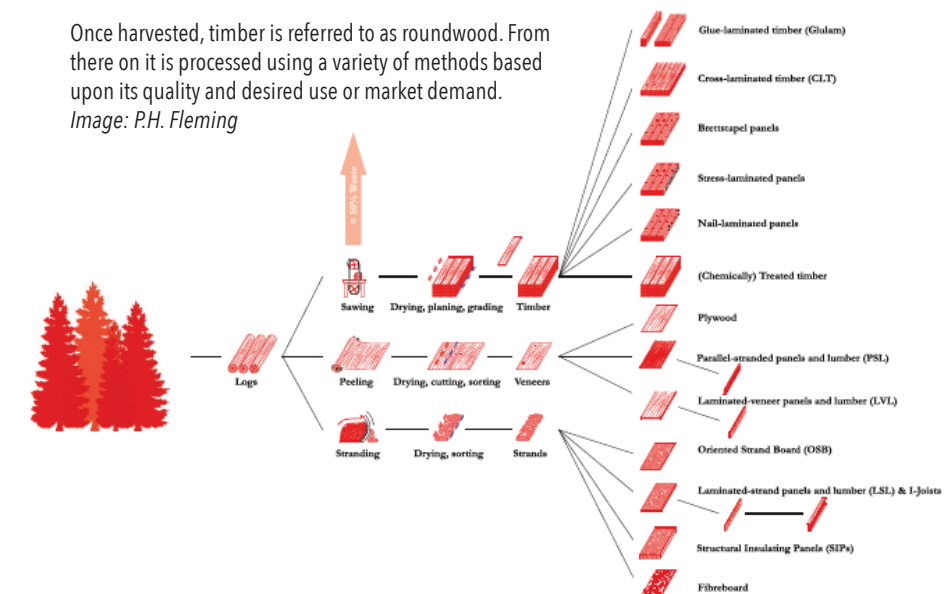 Once harvested, timber is referred to as roundwood. From
there on it is processed using a variety of methods based
upon its quality and desired use or market demand.
Image: P.H. Fleming
Glue-laminated timber (Glulam)
Cross-laminated timber (CLT)
Brettstapel panels
Stress-laminated panels
Nail-laminated panels
(Chemically) Treated timber
Plywood
Parallel-stranded panels and lumber (PSL)
Laminated-veneer panels and lumber (LVL)
Oriented Strand Board (OSB)
Laminated-strand panels and lumber (LSL) & I-Joists
Structural Insulating Panels (SIPs)
Fibreboard
≈ 50% Waste
Sawing
Drying, planing, grading
Timber
Logs
Peeling
Drying, cutting, sorting
Veneers
Stranding
Drying, sorting
Strands